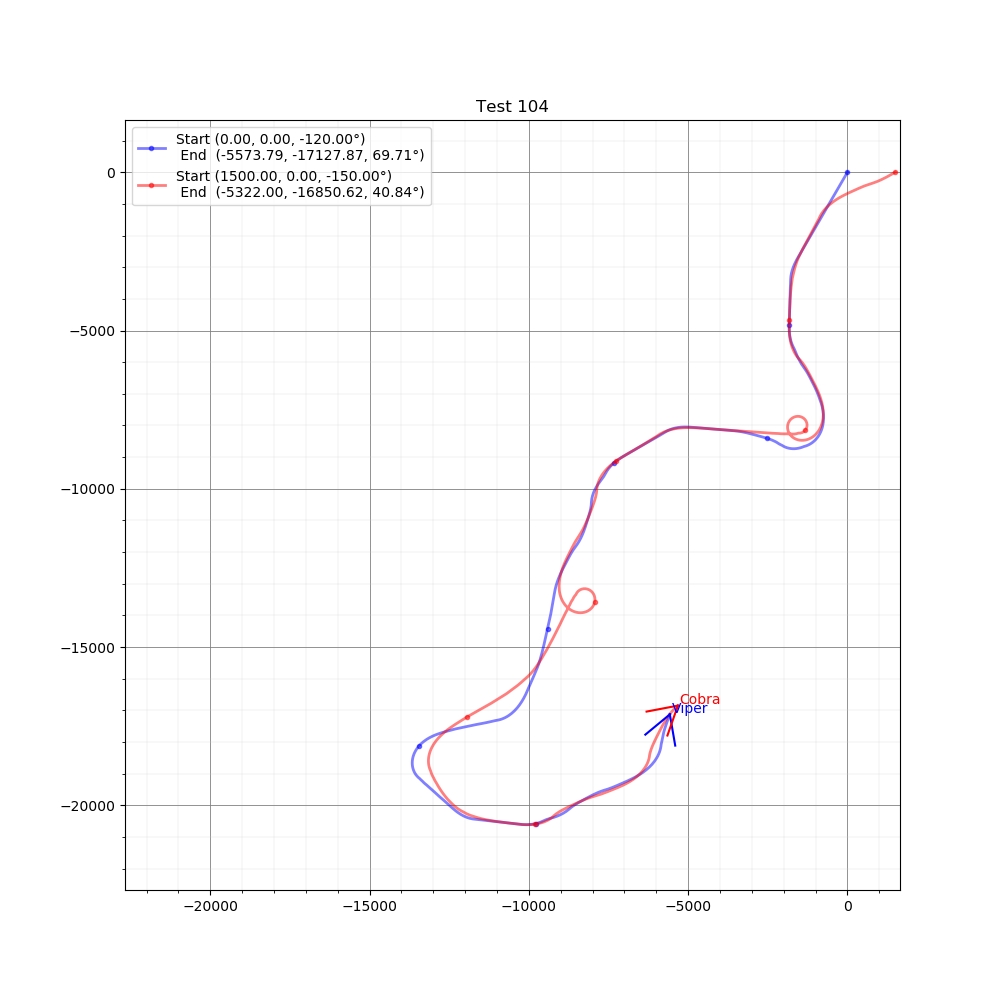 Test 104
Start (0.00, 0.00, -120.00°)
End  (-5573.79, -17127.87, 69.71°)
Start (1500.00, 0.00, -150.00°)
End  (-5322.00, -16850.62, 40.84°)
0
−5000
−10000
−15000
−20000
Cobra
Viper
−20000
−15000
−10000
−5000
0